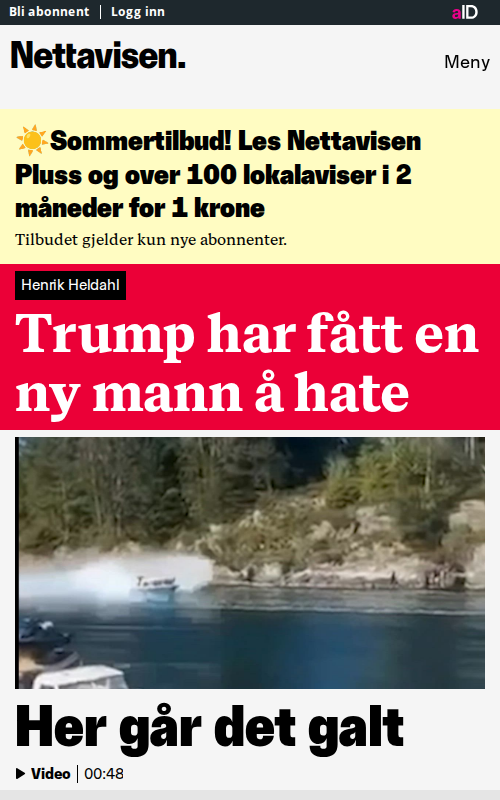 Bli abonnent | Logg inn
aID
Nettavisen.
Meny
☀️Sommertilbud! Les Nettavisen
Pluss og over 100 lokalaviser i 2
måneder for 1 krone
Tilbudet gjelder kun nye abonnenter.
Henrik Heldahl
Trump har fått en
ny mann å hate
Her går det galt
Video | 00:48